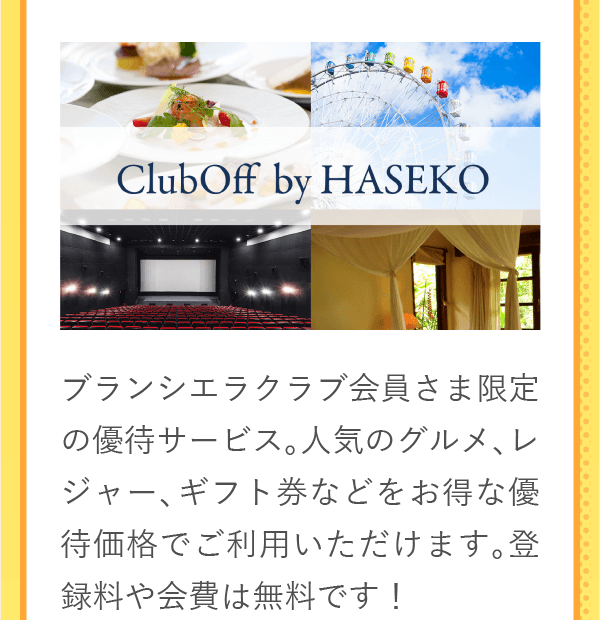 ClubOff by HASEKO
ブランシエラクラブ会員さま限定
の優待サービス。人気のグルメ、レ
ジャー、ギフト券などをお得な優
待価格でご利用いただけます。登
録料や会費は無料です！